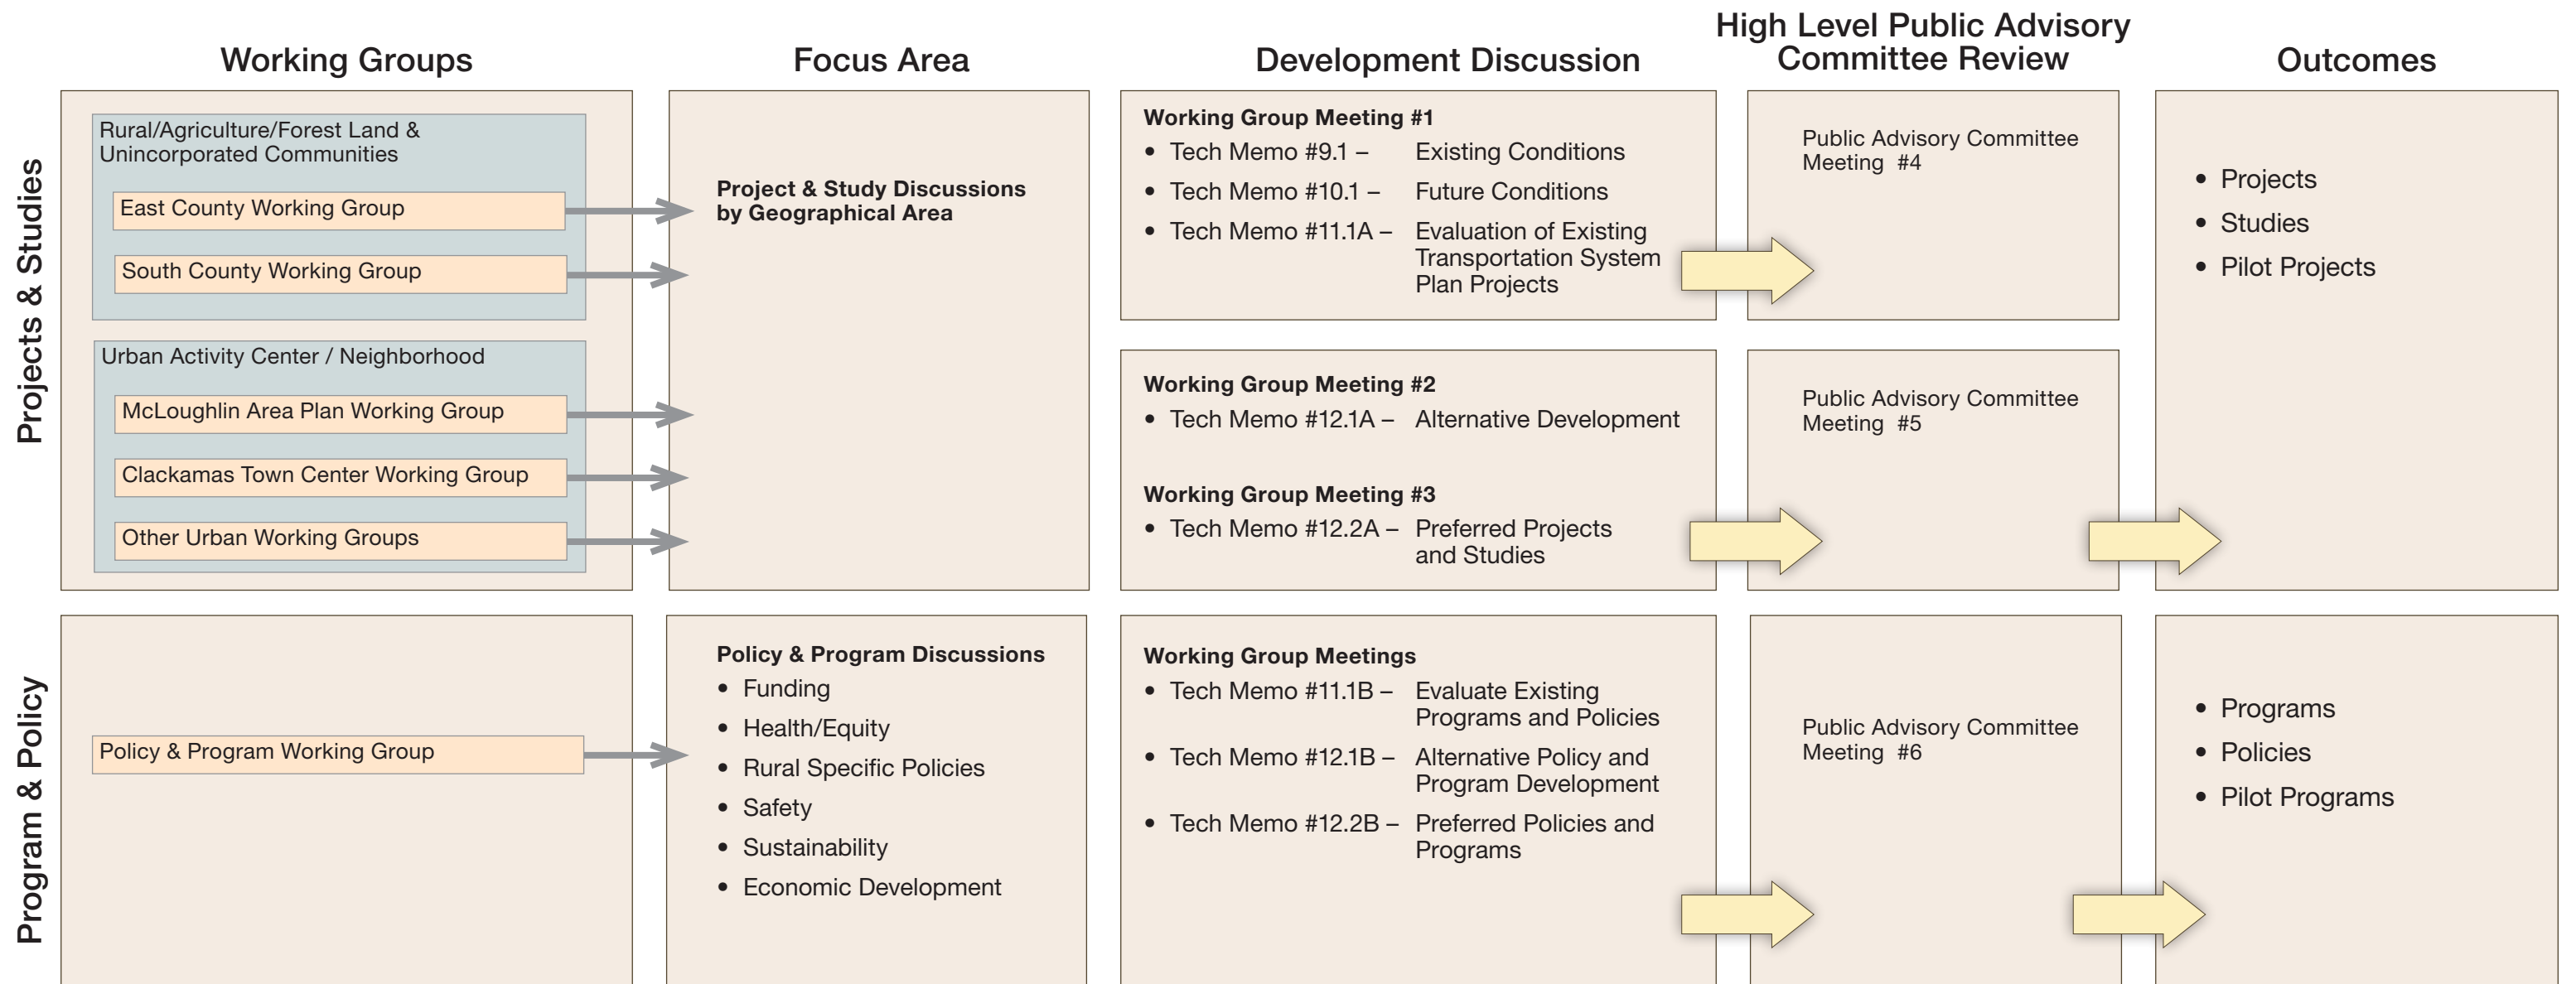 Working Groups
Focus Area
Development Discussion
High Level Public Advisory
Committee Review
Outcomes
Projects & Studies
Rural/Agriculture/Forest Land &
Unincorporated Communities
East County Working Group
South County Working Group
Urban Activity Center / Neighborhood
McLoughlin Area Plan Working Group
Clackamas Town Center Working Group
Other Urban Working Groups
Project & Study Discussions
by Geographical Area
Working Group Meeting #1
• Tech Memo #9.1 – Existing Conditions
• Tech Memo #10.1 – Future Conditions
• Tech Memo #11.1A – Evaluation of Existing
Transportation System
Plan Projects
Public Advisory Committee
Meeting #4
Working Group Meeting #2
• Tech Memo #12.1A – Alternative Development
Working Group Meeting #3
• Tech Memo #12.2A – Preferred Projects
and Studies
Public Advisory Committee
Meeting #5
• Projects
• Studies
• Pilot Projects
Program & Policy
Policy & Program Working Group
Policy & Program Discussions
• Funding
• Health/Equity
• Rural Specific Policies
• Safety
• Sustainability
• Economic Development
Working Group Meetings
• Tech Memo #11.1B – Evaluate Existing
Programs and Policies
• Tech Memo #12.1B – Alternative Policy and
Program Development
• Tech Memo #12.2B – Preferred Policies and
Programs
Public Advisory Committee
Meeting #6
• Programs
• Policies
• Pilot Programs